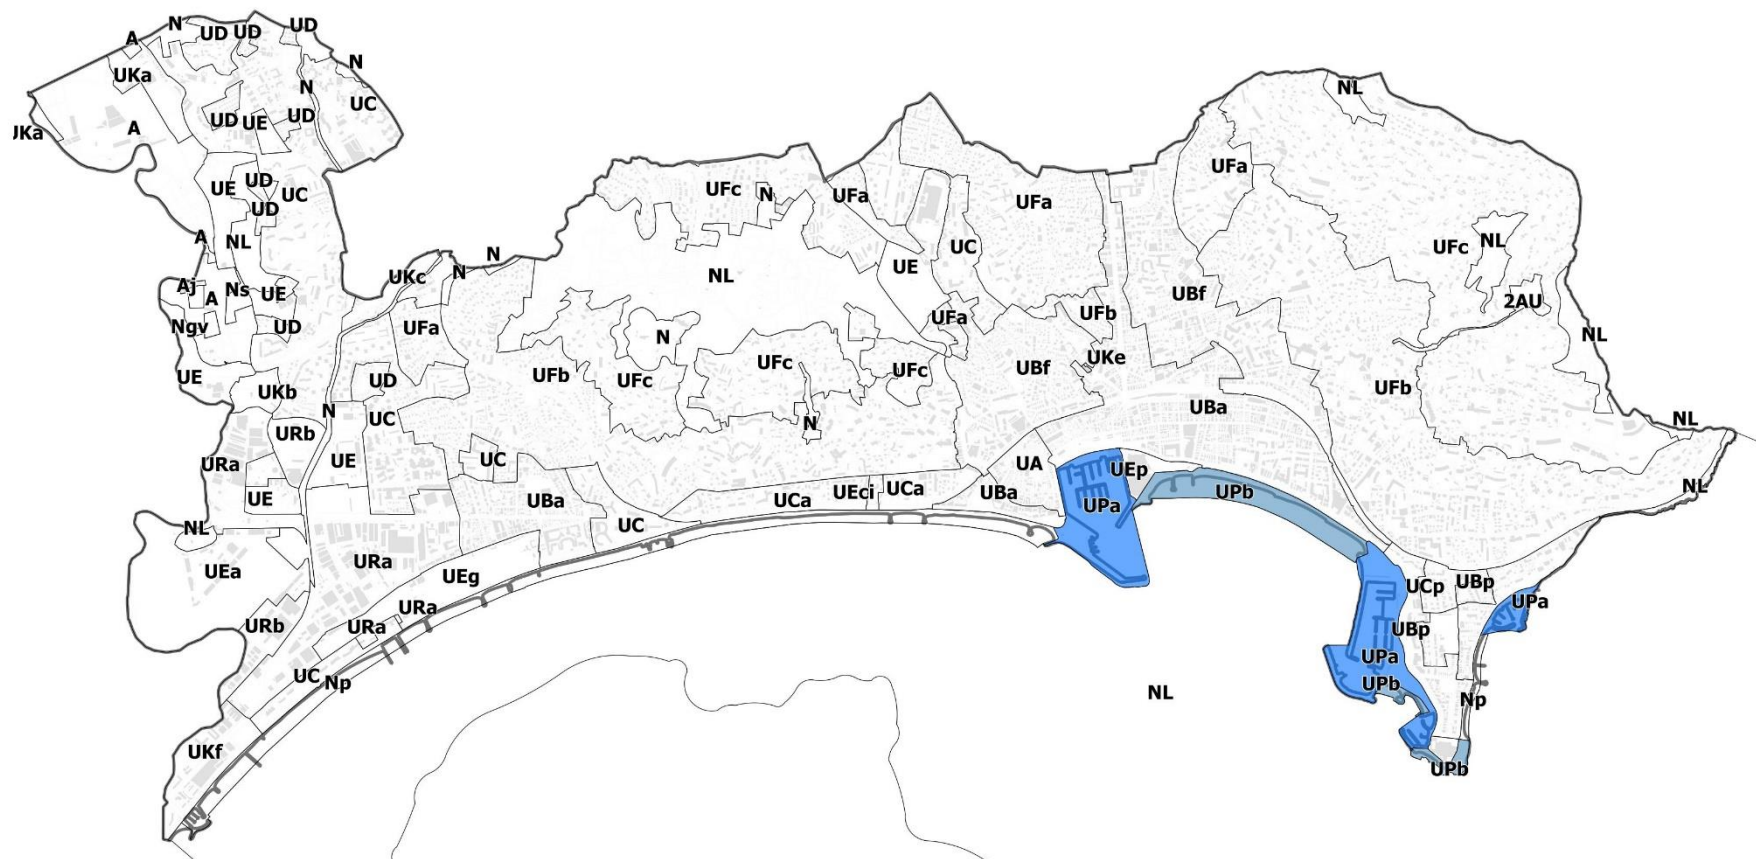 N
UD
UD
UD
A
N
UKa
N
UC
UD
UE
UD
A
UKa
UE
UD
UC
UD
A
NL
Aj
A
Ns
UE
Ngv
UD
UE
UKb
N
URb
URa
UE
UE
UD
UC
UKc
N
N
UFa
NL
UEa
URb
URa
UEg
URa
URa
UC
Np
UKf
UFc
N
UFa
NL
UE
UC
UFa
UFa
N
UFb
UFc
UFc
UFc
N
UC
UBa
UC
UCa
UEci
UCa
UBa
UA
UBf
UFb
UKe
UBf
UFa
NL
UFc
NL
2AU
NL
UFb
UBa
NL
NL
UEp
UPa
UPb
UCp
UBp
UPa
UBp
UPa
UPb
Np
UPb
NL